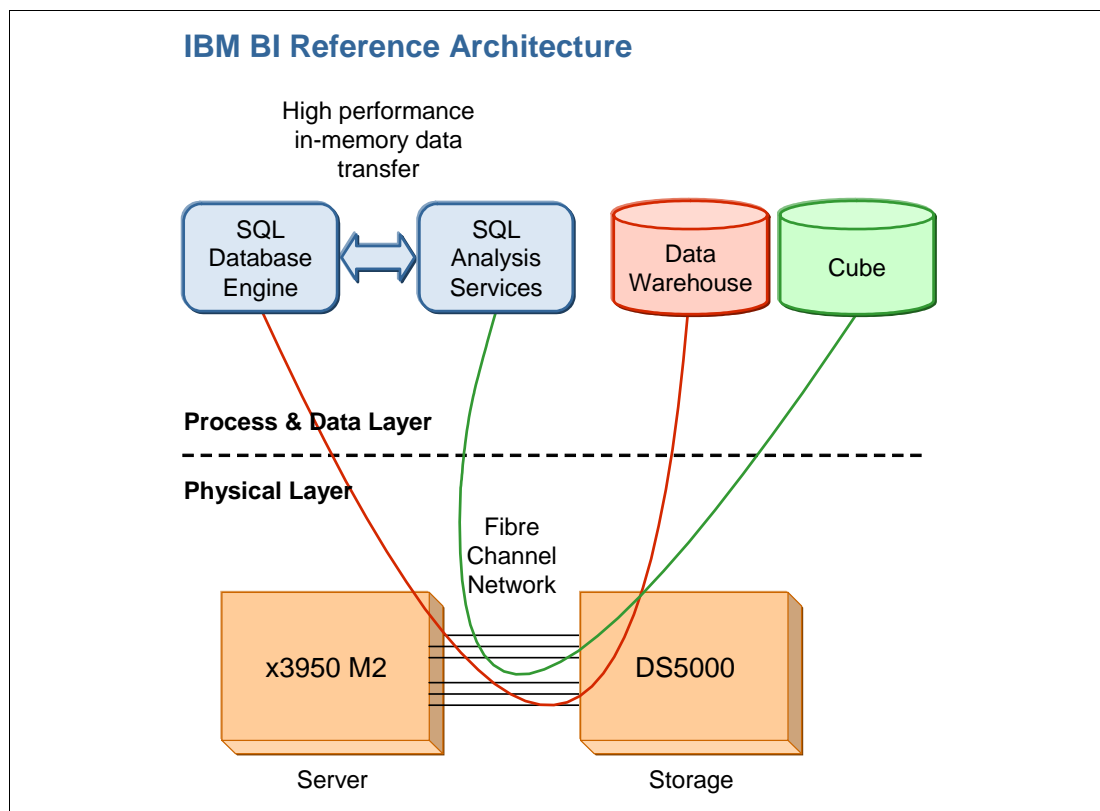 IBM BI Reference Architecture
High performance
in-memory data
transfer
SQL
Database
Engine
SQL
Analysis
Services
Data
Warehouse
Cube
Process & Data Layer
Physical Layer
Fibre
Channel
Network
x3950 M2
DS5000
Server
Storage